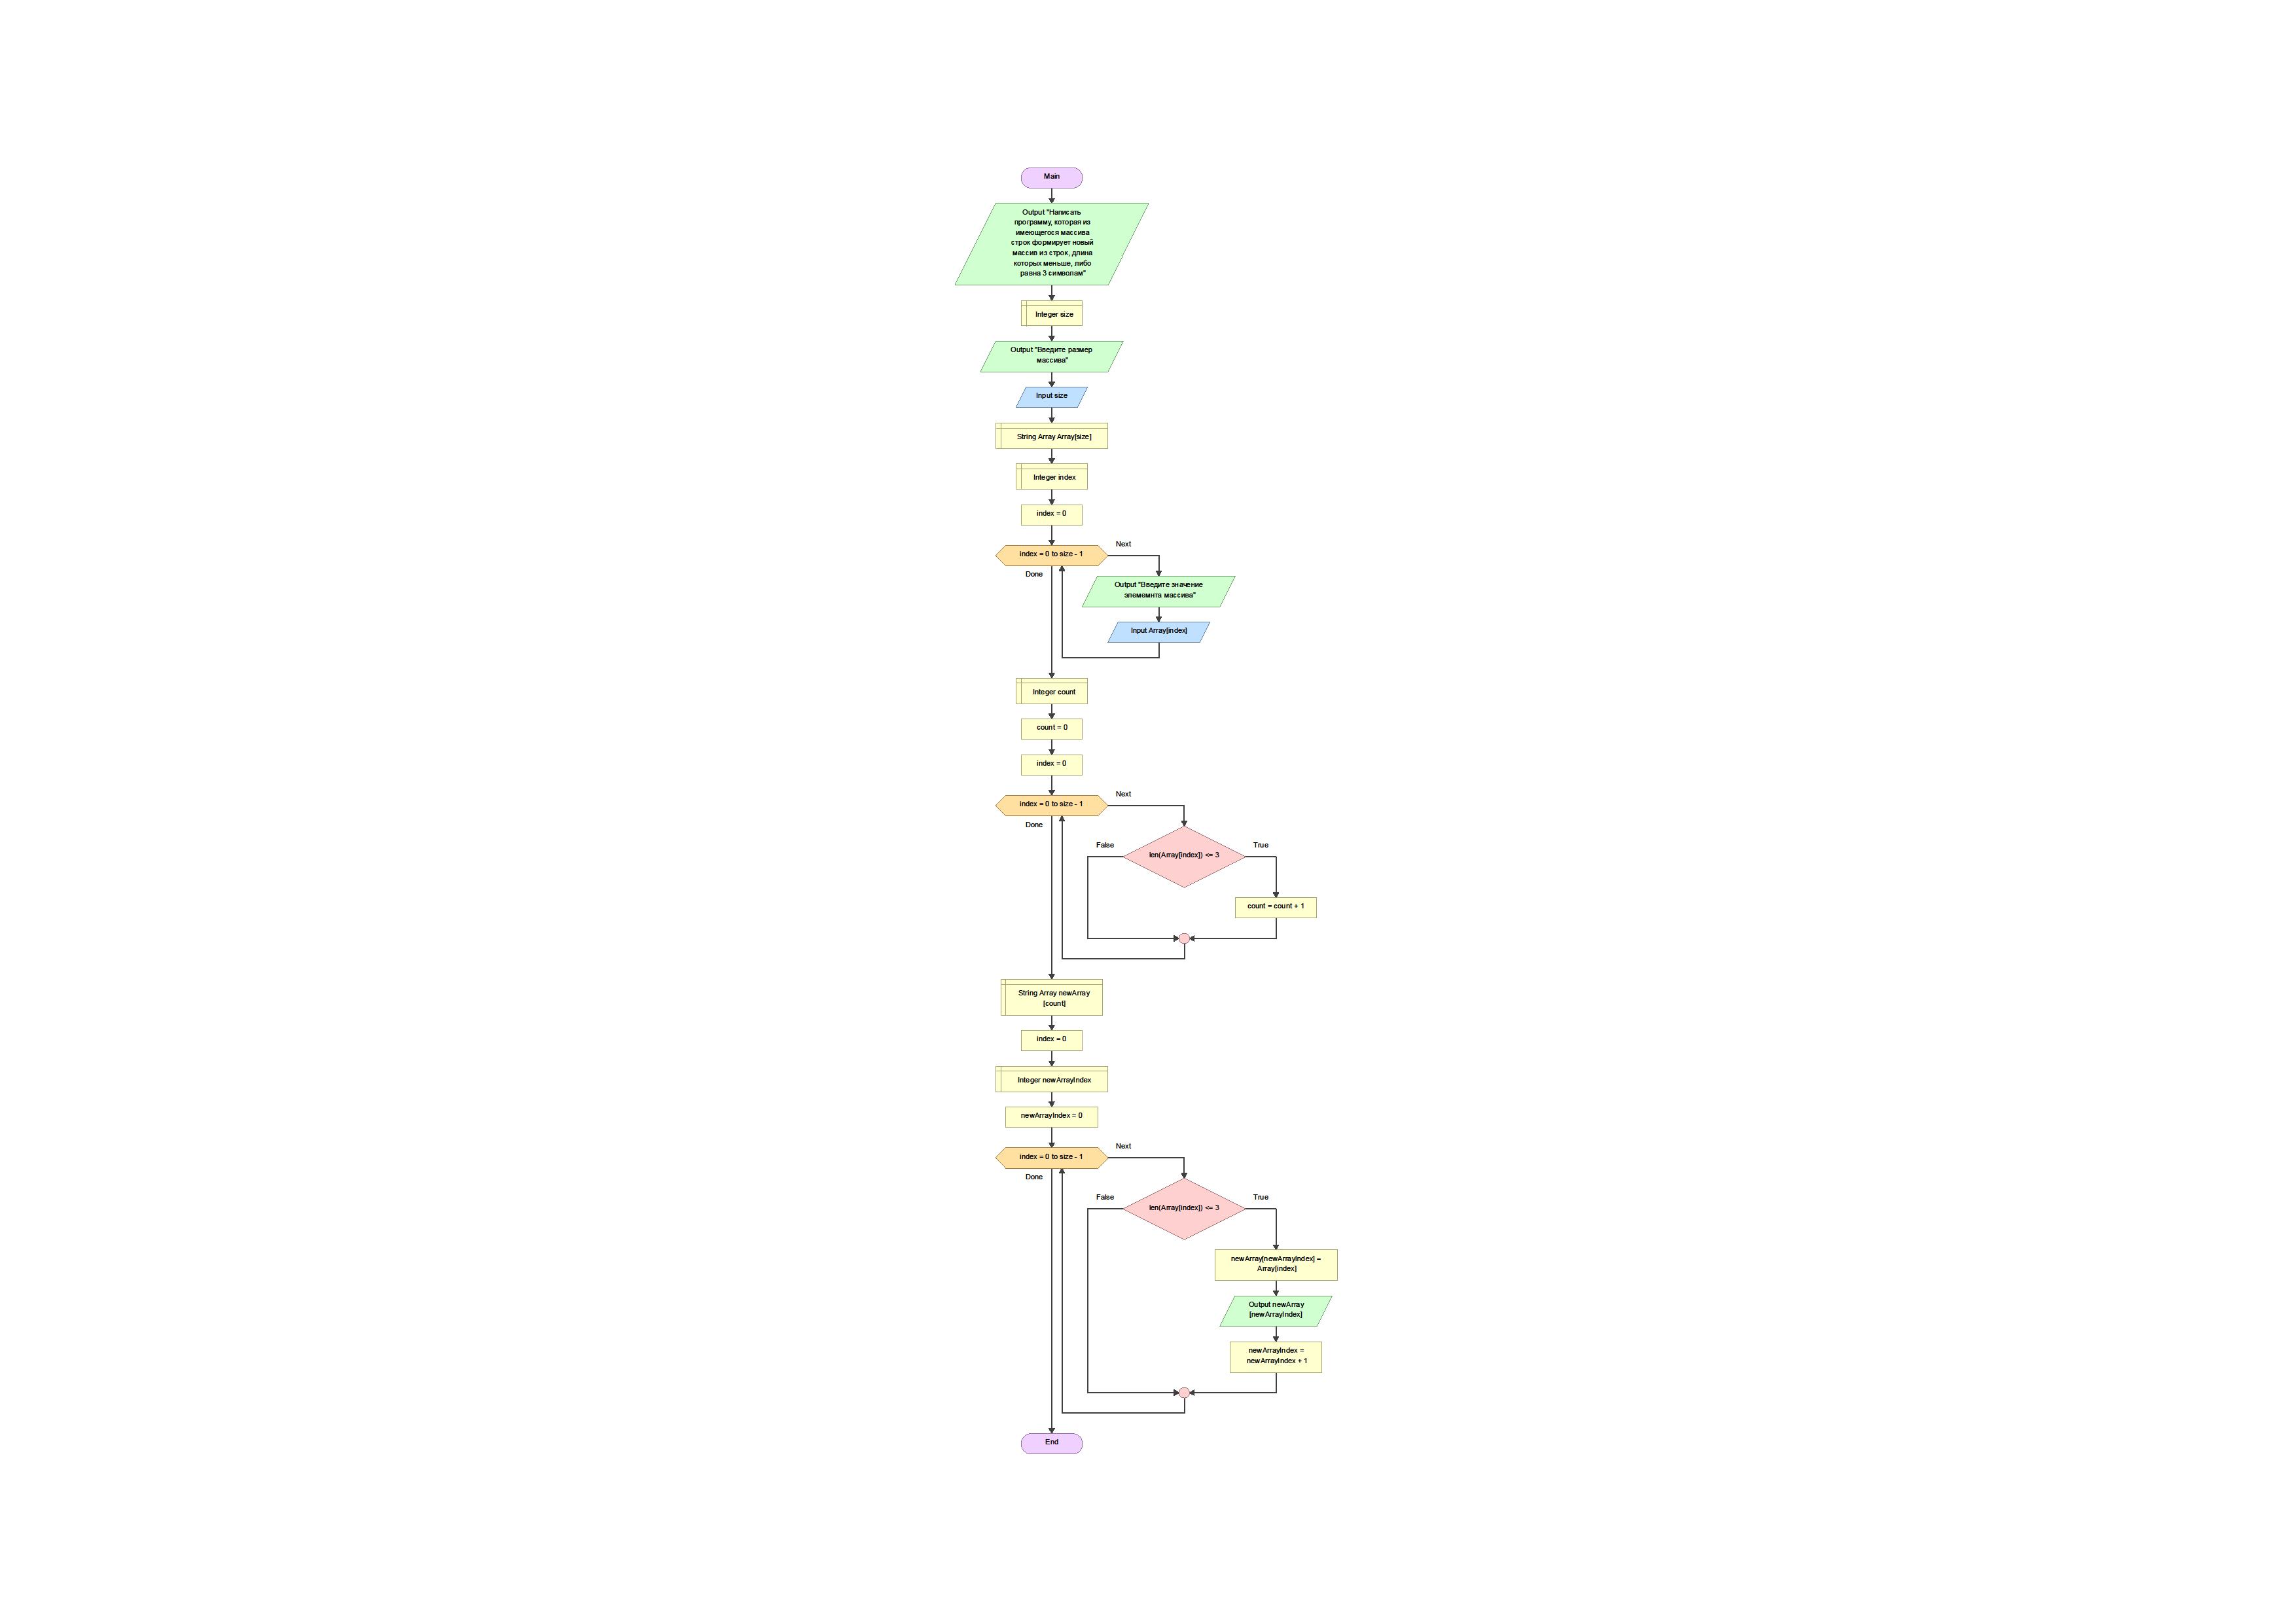 Main
Output "Написать
программу, которая из
имеющегося массива
строк формирует новый
массив из строк, длина
которых меньше, либо
равна 3 символам"
Integer size
Output "Введите размер
массива"
Input size
String Array Array[size]
Integer index
index = 0
index = 0 to size - 1
Next
Done
Output "Введите значение
элемемнта массива"
Input Array[index]
Integer count
count = 0
index = 0
index = 0 to size - 1
Next
Done
False
len(Array[index]) <= 3
True
count = count + 1
String Array newArray
[count]
index = 0
Integer newArrayIndex
newArrayIndex = 0
index = 0 to size - 1
Next
Done
False
len(Array[index]) <= 3
True
newArray[newArrayIndex] =
Array[index]
Output newArray
[newArrayIndex]
newArrayIndex =
newArrayIndex + 1
End